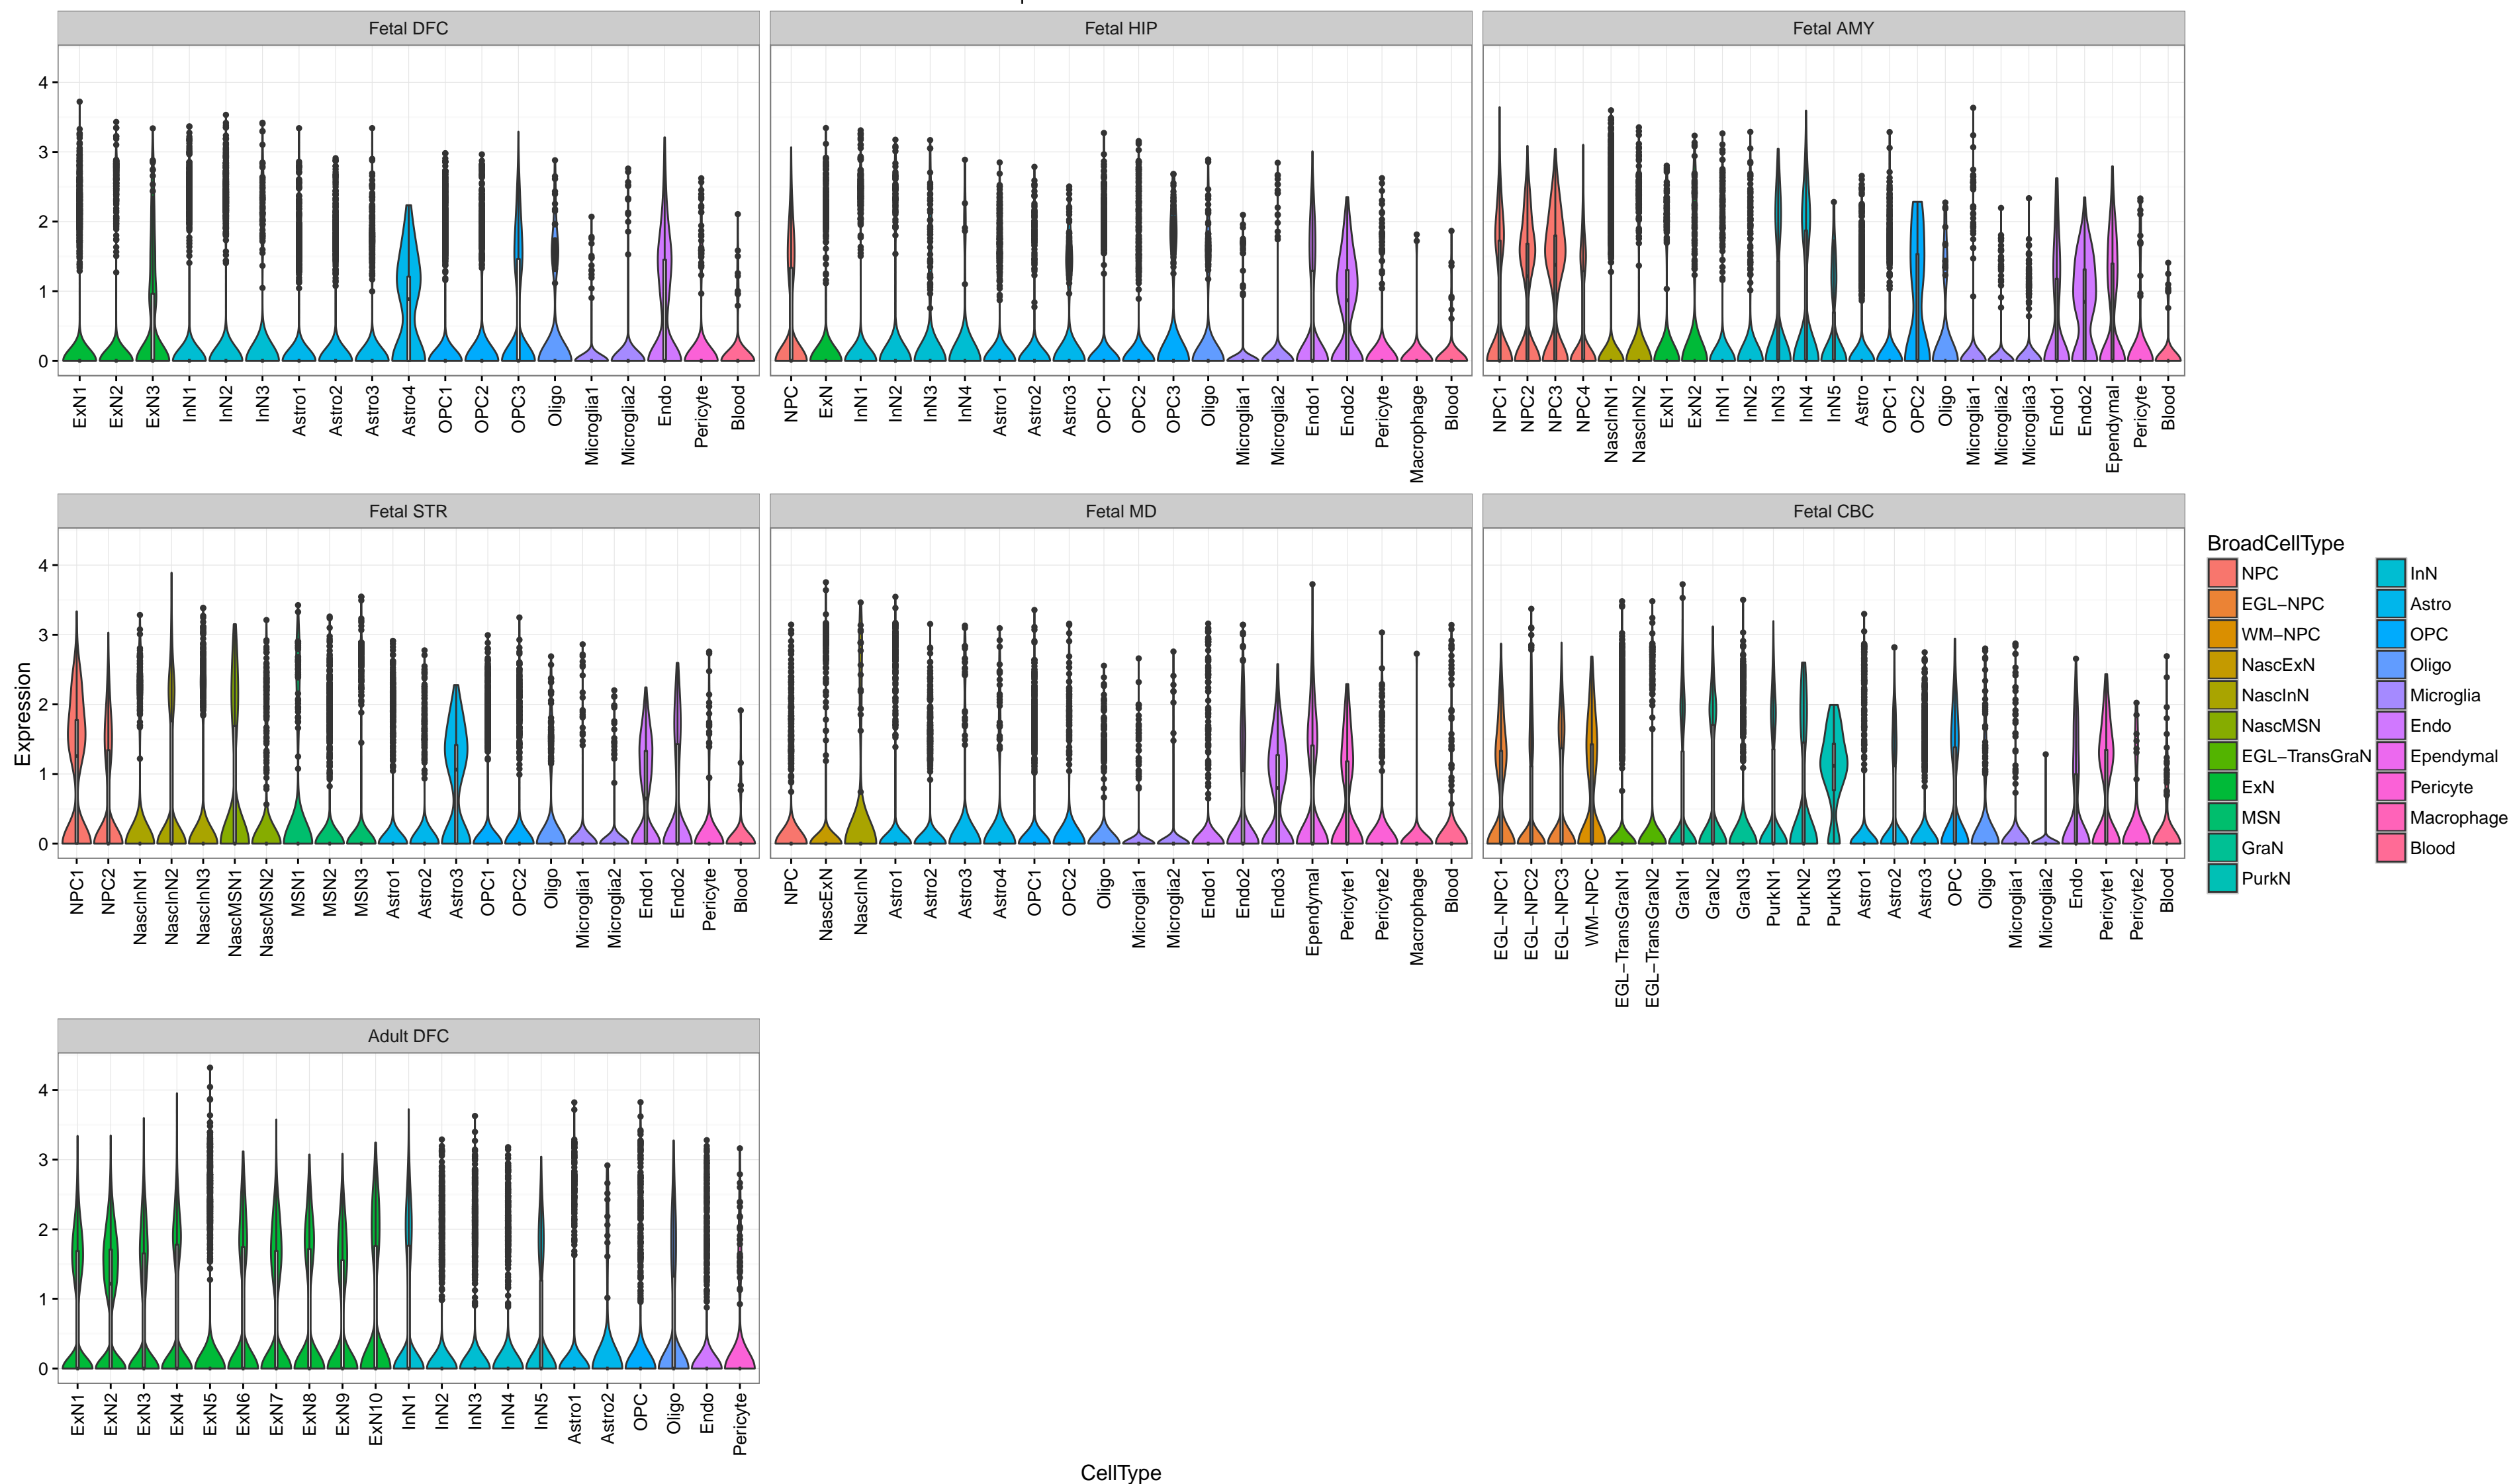 Fetal DFC
Fetal HIP
Fetal AMY
4
3
2
1
0
ExN1
ExN2
ExN3
InN1
InN2
InN3
Astro1
Astro2
Astro3
Astro4
OPC1
OPC2
OPC3
Oligo
Microglia1
Microglia2
Endo
Pericyte
Blood
NPC
ExN
InN1
InN2
InN3
InN4
Astro1
Astro2
Astro3
OPC1
OPC2
OPC3
Oligo
Microglia1
Microglia2
Endo1
Endo2
Pericyte
Macrophage
Blood
NPC1
NPC2
NPC3
NPC4
NascInN1
NascInN2
ExN1
ExN2
InN1
InN2
InN3
InN4
InN5
Astro
OPC1
OPC2
Oligo
Microglia1
Microglia2
Microglia3
Endo1
Endo2
Ependymal
Pericyte
Blood
Fetal STR
Fetal MD
Fetal CBC
Expression
4
3
2
1
0
NPC1
NPC2
NascInN1
NascInN2
NascInN3
NascMSN1
NascMSN2
MSN1
MSN2
MSN3
Astro1
Astro2
Astro3
OPC1
OPC2
Oligo
Microglia1
Microglia2
Endo1
Endo2
Pericyte
Blood
NPC
NascExN
NascInN
Astro1
Astro2
Astro3
Astro4
OPC1
OPC2
Oligo
Microglia1
Microglia2
Endo1
Endo2
Endo3
Ependymal
Pericyte1
Pericyte2
Macrophage
Blood
EGL−NPC1
EGL−NPC2
EGL−NPC3
WM−NPC
EGL−TransGraN1
EGL−TransGraN2
GraN1
GraN2
GraN3
PurkN1
PurkN2
PurkN3
Astro1
Astro2
Astro3
OPC
Oligo
Microglia1
Microglia2
Endo
Pericyte1
Pericyte2
Blood
BroadCellType
NPC
EGL−NPC
WM−NPC
NascExN
NascInN
NascMSN
EGL−TransGraN
ExN
MSN
GraN
PurkN
InN
Astro
OPC
Oligo
Microglia
Endo
Ependymal
Pericyte
Macrophage
Blood
Adult DFC
4
3
2
1
0
ExN1
ExN2
ExN3
ExN4
ExN5
ExN6
ExN7
ExN8
ExN9
ExN10
InN1
InN2
InN3
InN4
InN5
Astro1
Astro2
OPC
Oligo
Endo
Pericyte
CellType